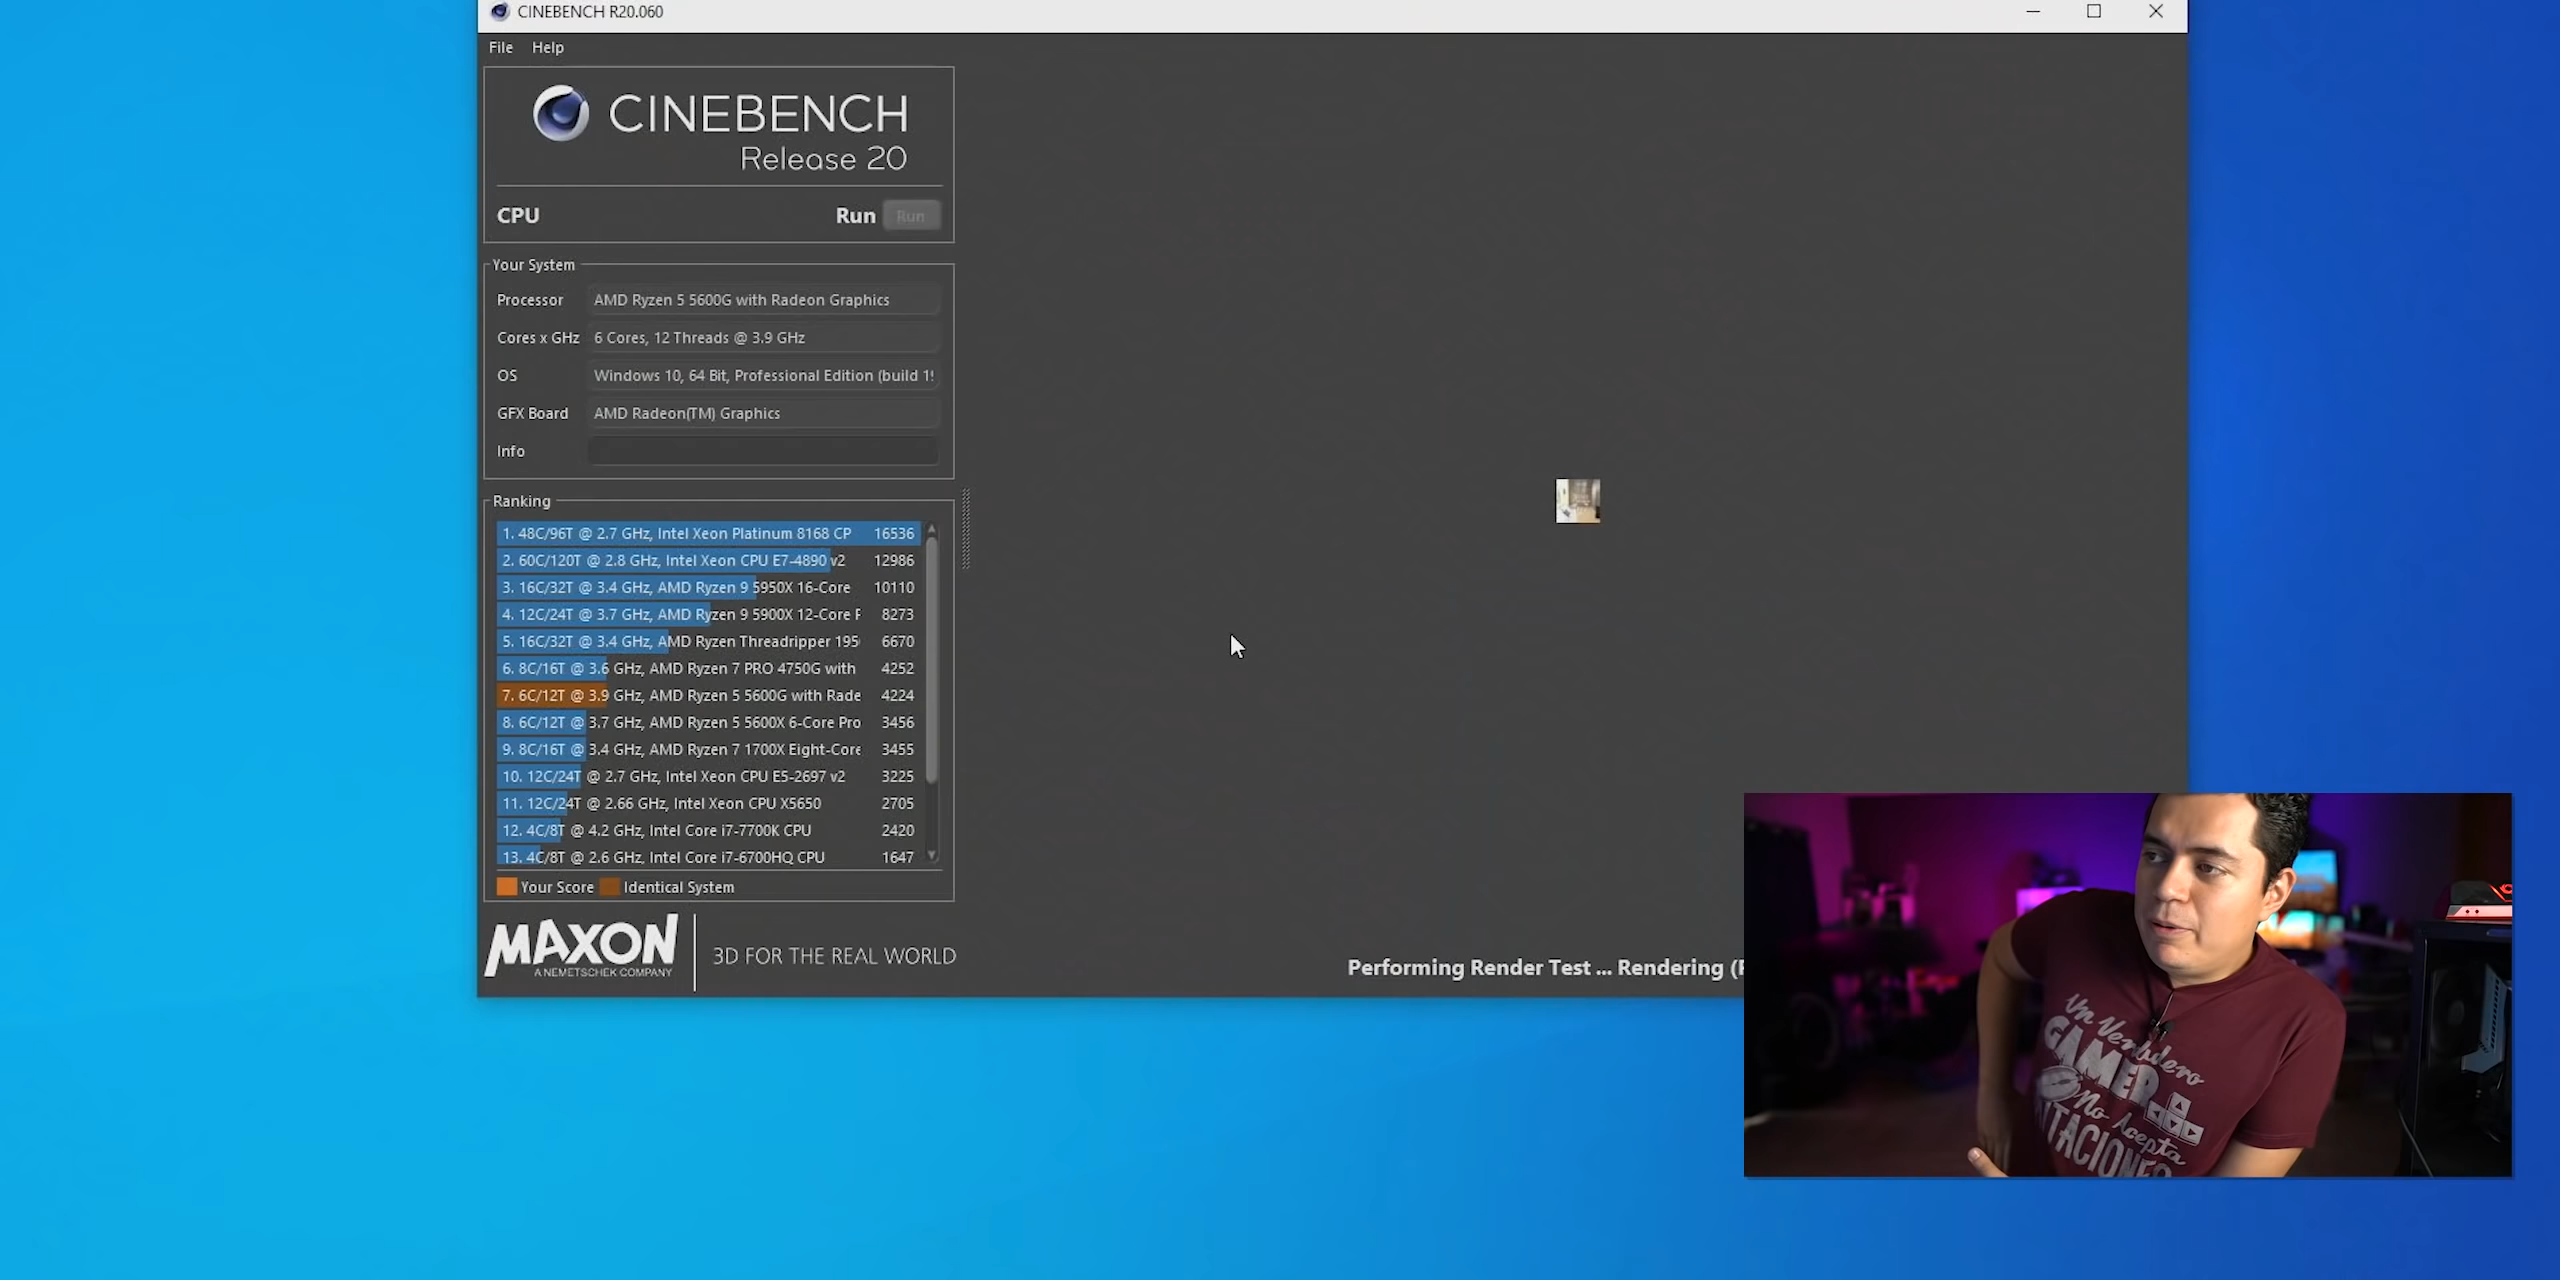 CINEBENCH R20.060
File Help
CINEBENCH
Release 20
CPU Run Run
Your System
Processor AMD Ryzen 5 5600G with Radeon Graphics
Cores x GHz 6 Cores, 12 Threads @ 3.9 GHz
OS Windows 10, 64 Bit, Professional Edition (build 1
GFX Board AMD Radeon(TM) Graphics
Info
Ranking
1. 48C/96T @ 2.7 GHz, Intel Xeon Platinum 8168 CP 16536
2. 60C/120T @ 2.8 GHz, Intel Xeon CPU E7-4890 v2 12986
3. 16C/32T @ 3.4 GHz, AMD Ryzen 9 5950X 16-Core 10110
4. 12C/24T @ 3.7 GHz, AMD Ryzen 9 5900X 12-Core 8273
5. 16C/32T @ 3.4 GHz, AMD Ryzen Threadripper 195 6670
6. 8C/16T @ 3.6 GHz, AMD Ryzen 7 PRO 4750G with 4252
7. 6C/12T @ 3.9 GHz, AMD Ryzen 5 5600G with Rade 4224
8. 6C/12T @ 3.7 GHz, AMD Ryzen 5 5600X 6-Core Pro 3456
9. 8C/16T @ 3.4 GHz, AMD Ryzen 7 1700X Eight-Core 3455
10. 12C/24T @ 2.7 GHz, Intel Xeon CPU E5-2697 v2 3225
11. 12C/24T @ 2.66 GHz, Intel Xeon CPU X5650 2705
12. 4C/8T @ 4.2 GHz, Intel Core i7-7700K CPU 2420
13. 4C/8T @ 2.6 GHz, Intel Core i7-6700HQ CPU 1647
Your Score Identical System
MAXON
A NEMETSCHEK COMPANY
3D FOR THE REAL WORLD
Performing Render Test ... Rendering (
Un Verdadero
GAMER
No Acepta